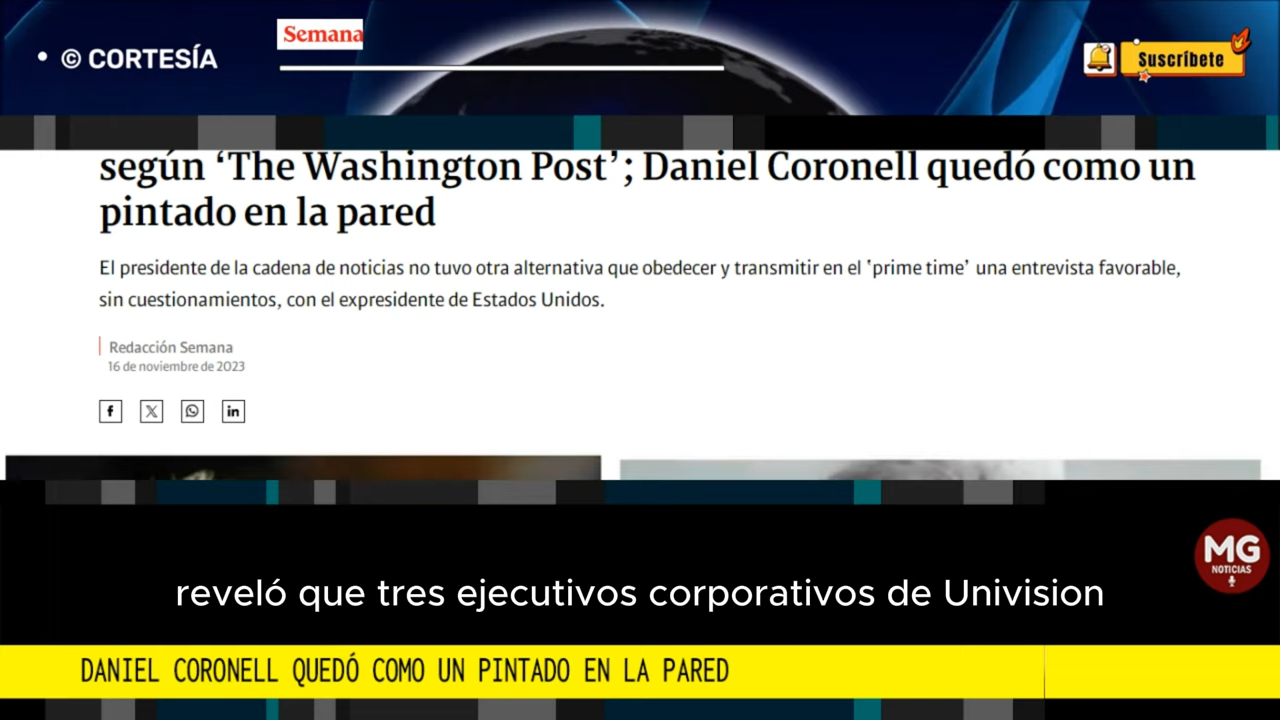 • © CORTESÍA
Semana
Suscríbete
según ‘The Washington Post’; Daniel Coronell quedó como un
pintado en la pared
El presidente de la cadena de noticias no tuvo otra alternativa que obedecer y transmitir en el ‘prime time’ una entrevista favorable,
sin cuestionamientos, con el expresidente de Estados Unidos.
Redacción Semana
16 de noviembre de 2023
MG
NOTICIAS
reveló que tres ejecutivos corporativos de Univision
DANIEL CORONELL QUEDÓ COMO UN PINTADO EN LA PARED